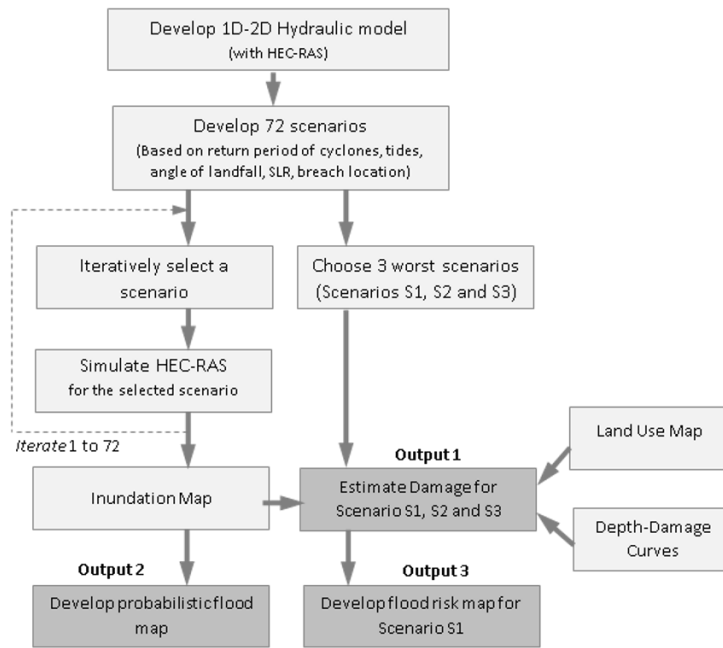 Develop 1D-2D Hydraulic model
(with HEC-RAS)
Develop 72 scenarios
(Based on return period of cyclones, tides,
angle of landfall, SLR, breach location)
Iteratively select a
scenario
Choose 3 worst scenarios
(Scenarios S1, S2 and S3)
Simulate HEC-RAS
for the selected scenario
Iterate 1 to 72
Land Use Map
Output 1
Inundation Map
Estimate Damage for
Scenario S1, S2 and S3
Depth-Damage
Curves
Output 2
Output 3
Develop probabilistic flood
map
Develop flood risk map for
Scenario S1